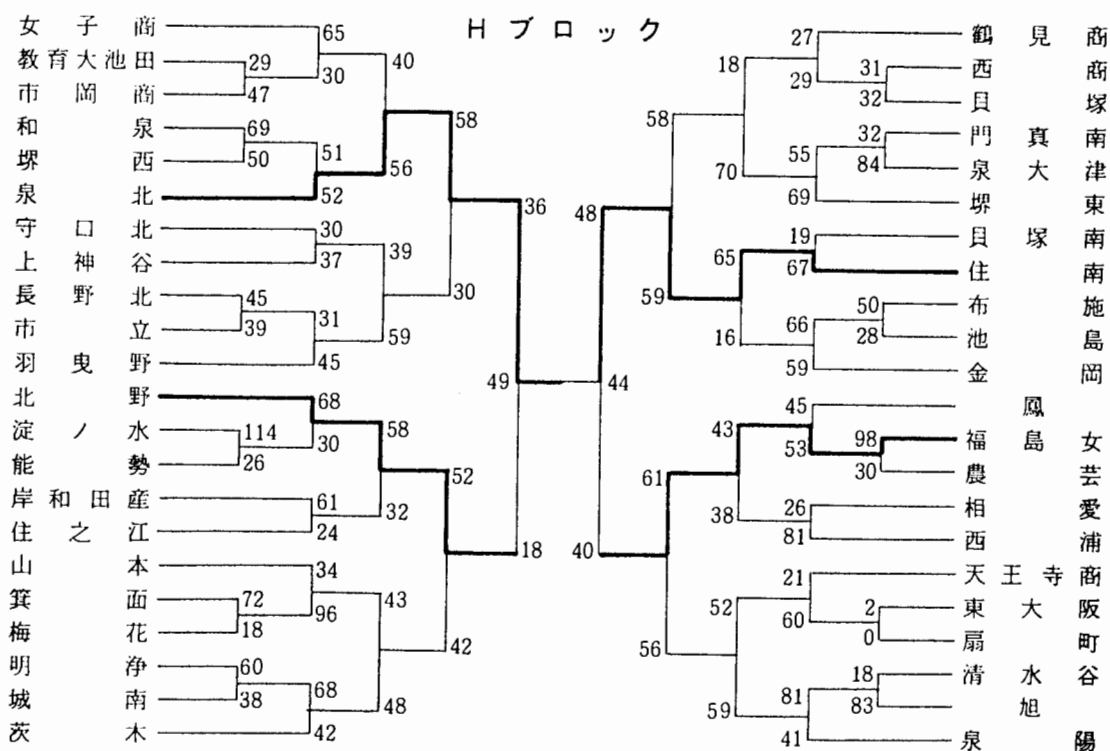 Hブロック
女子商
65
教育大池田
29
30
40
市岡商
47
和泉
69
堺西
50
51
56
58
泉北
52
守口北
30
上神谷
37
39
30
36
長野北
45
市立
39
31
59
羽曳野
45
49
北野
68
淀ノ水
114
30
58
能勢
26
岸和田産
61
32
52
住之江
24
18
山本
34
箕面
72
96
43
梅花
18
42
明浄
60
城南
38
68
48
茨木
42
鶴見商
27
18
西商
31
29
貝塚
32
58
門真南
32
55
70
泉大津
84
堺東
69
48
貝塚南
19
65
住南
67
59
布施
50
66
16
池島
28
金岡
59
44
鳳
45
43
福島女
98
53
農芸
30
61
相愛
26
38
西浦
81
40
天王寺商
21
52
東大阪
2
60
扇町
0
56
清水谷
18
81
59
旭
83
泉陽
41